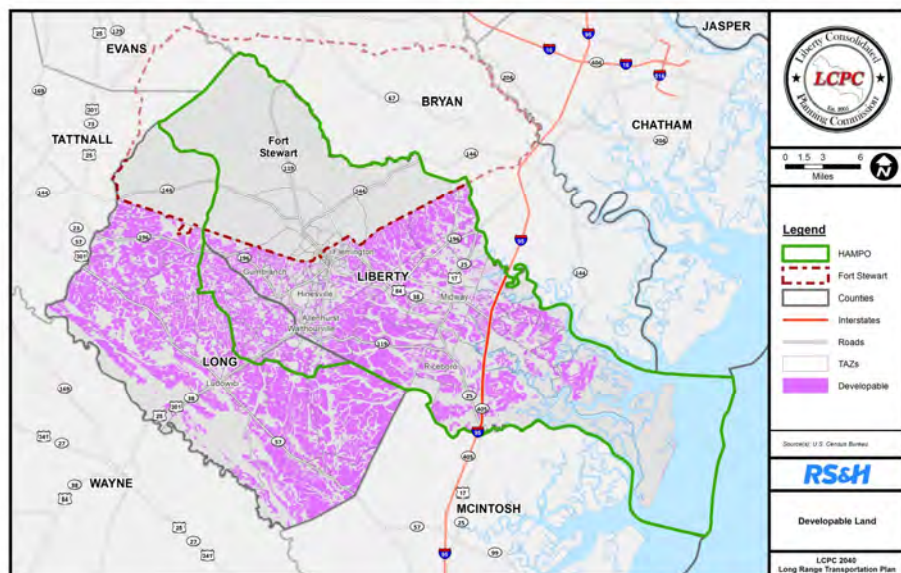 JASPER
EVANS
BRYAN
TATTNALL
CHATHAM
Fort
Stewart
Flemington
Gumbranch
LIBERTY
Hinesville
Midway
Allenhurst
Walthourville
LONG
Riceboro
Ludowici
WAYNE
MCINTOSH
Liberty Consolidated
LCPC
Est. 2005
Planning Commission
0 1.5 3 6
Miles
N
Legend
HAMPO
Fort Stewart
Counties
Interstates
Roads
TAZs
Developable
Source(s): U.S. Census Bureau
RS&H
Developable Land
LCPC 2040
Long Range Transportation Plan